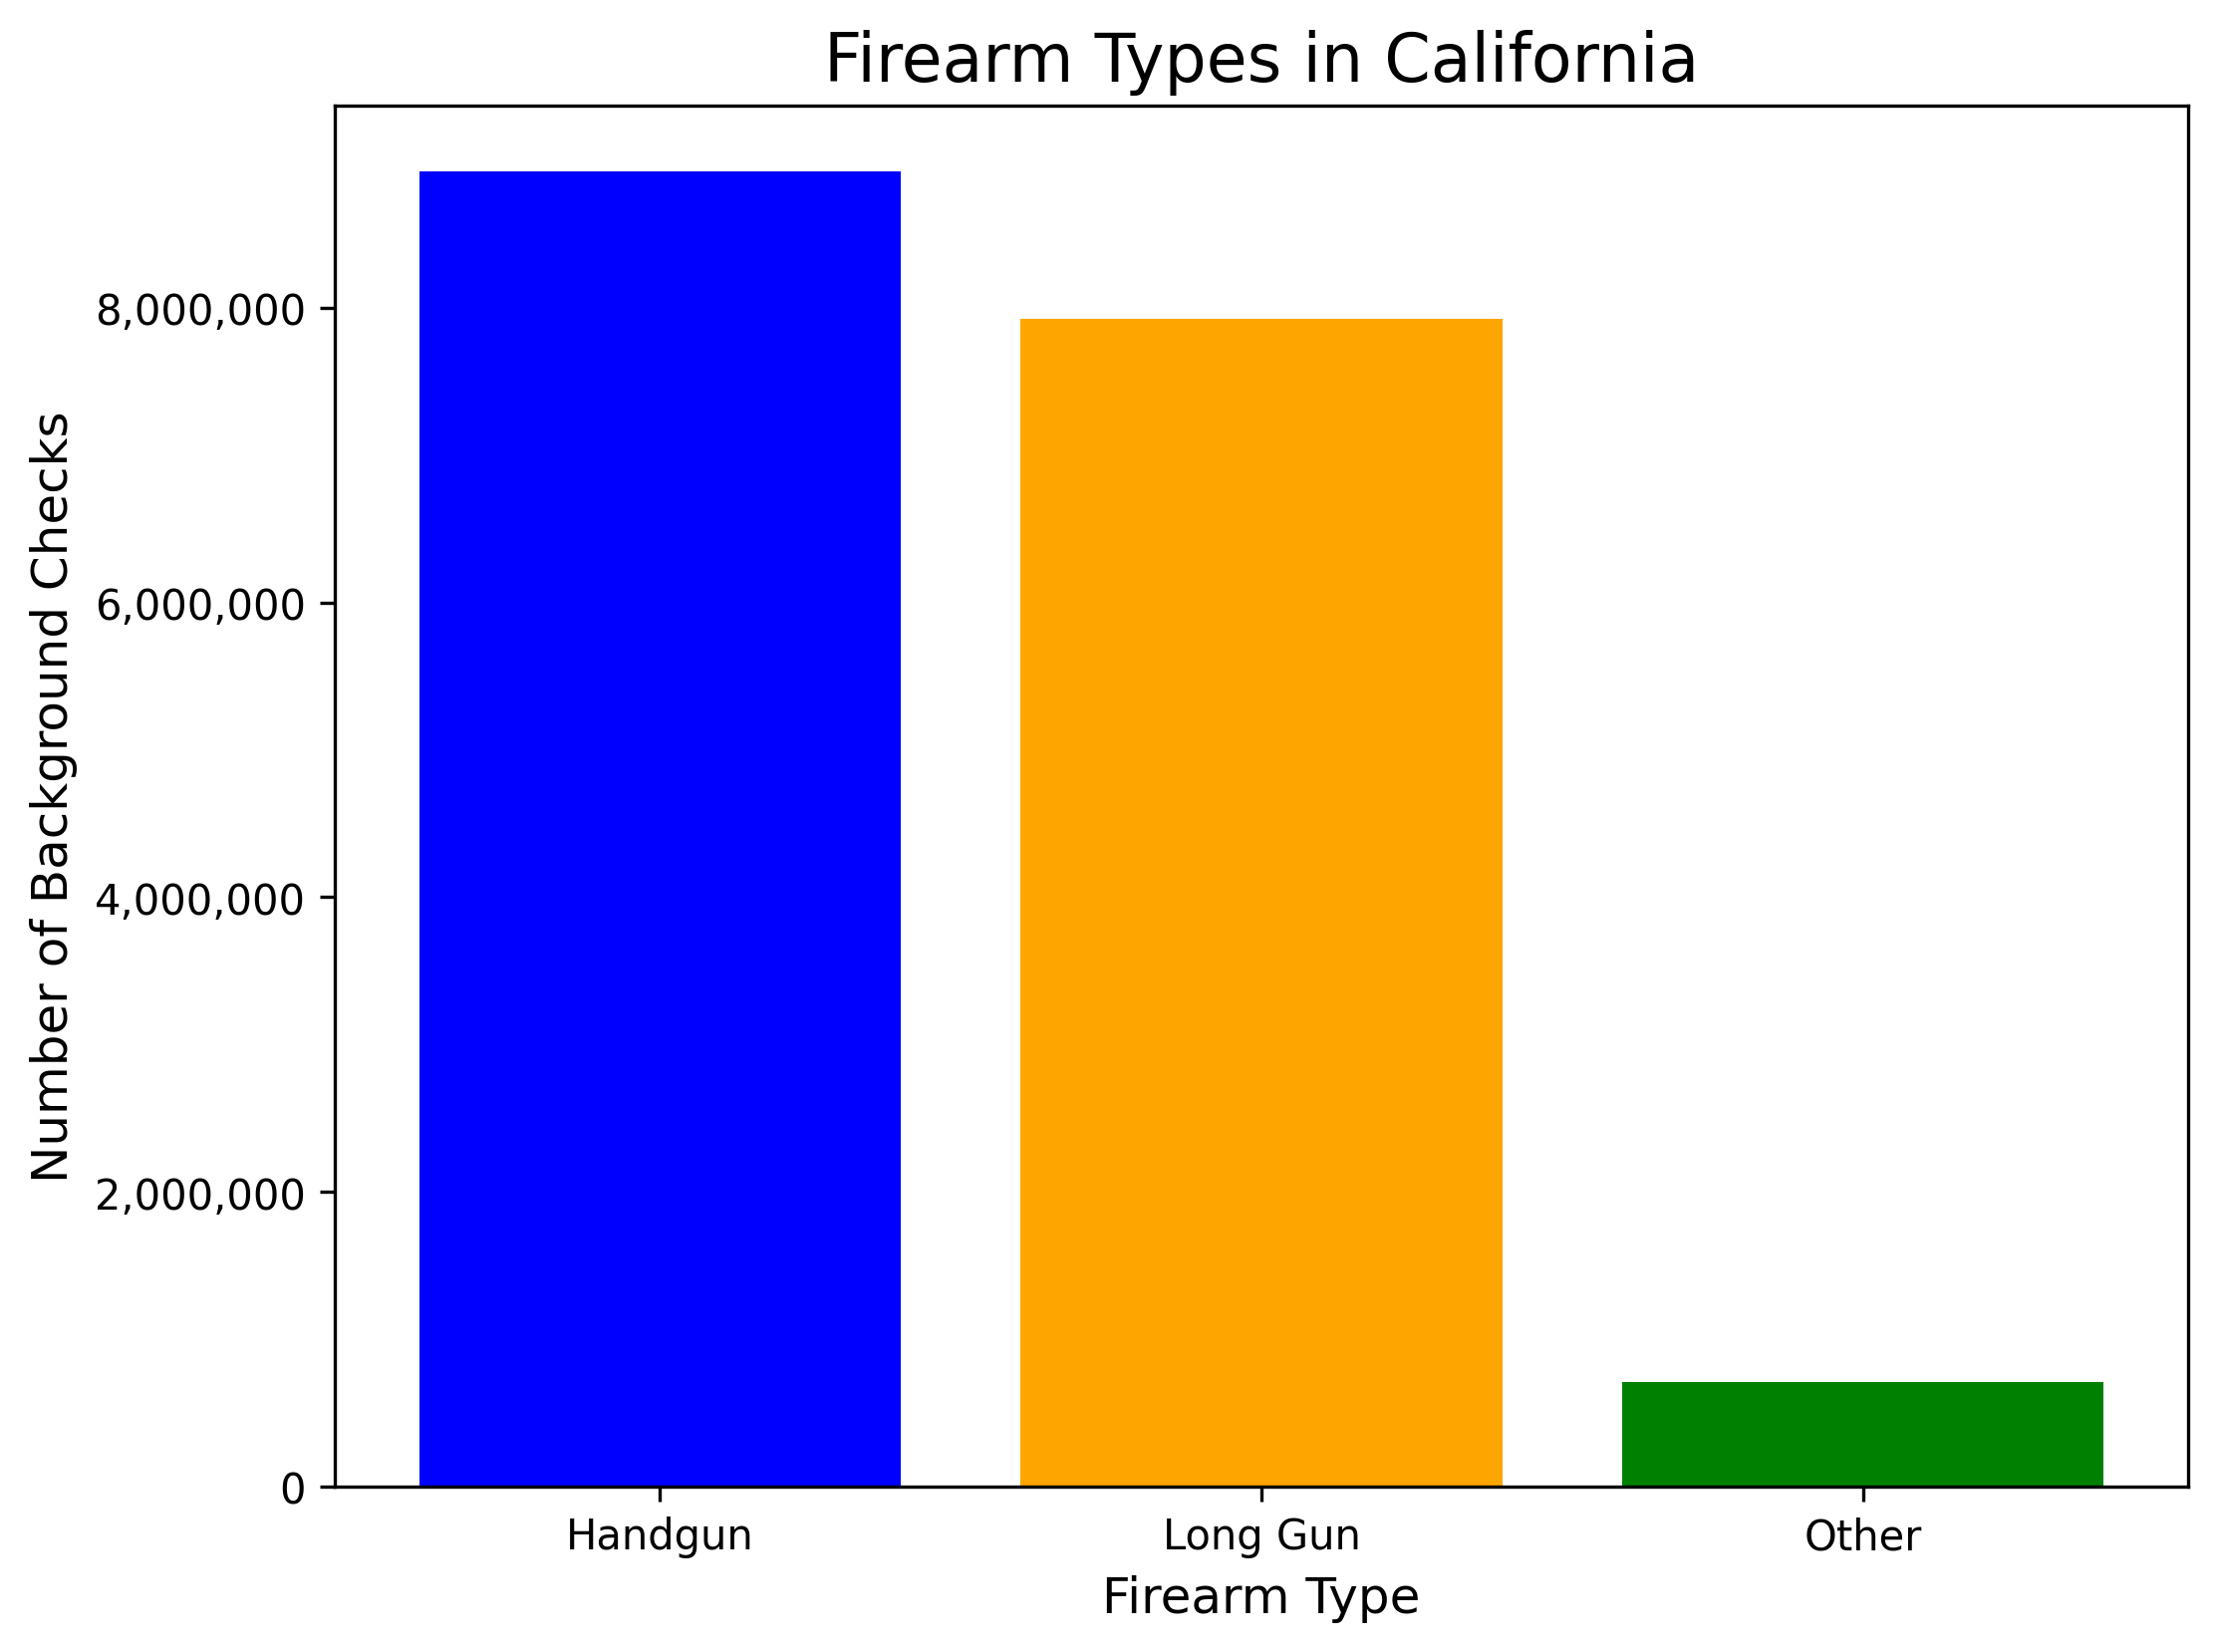 Firearm Types in California
Number of Background Checks
8,000,000
6,000,000
4,000,000
2,000,000
0
Handgun
Long Gun
Other
Firearm Type